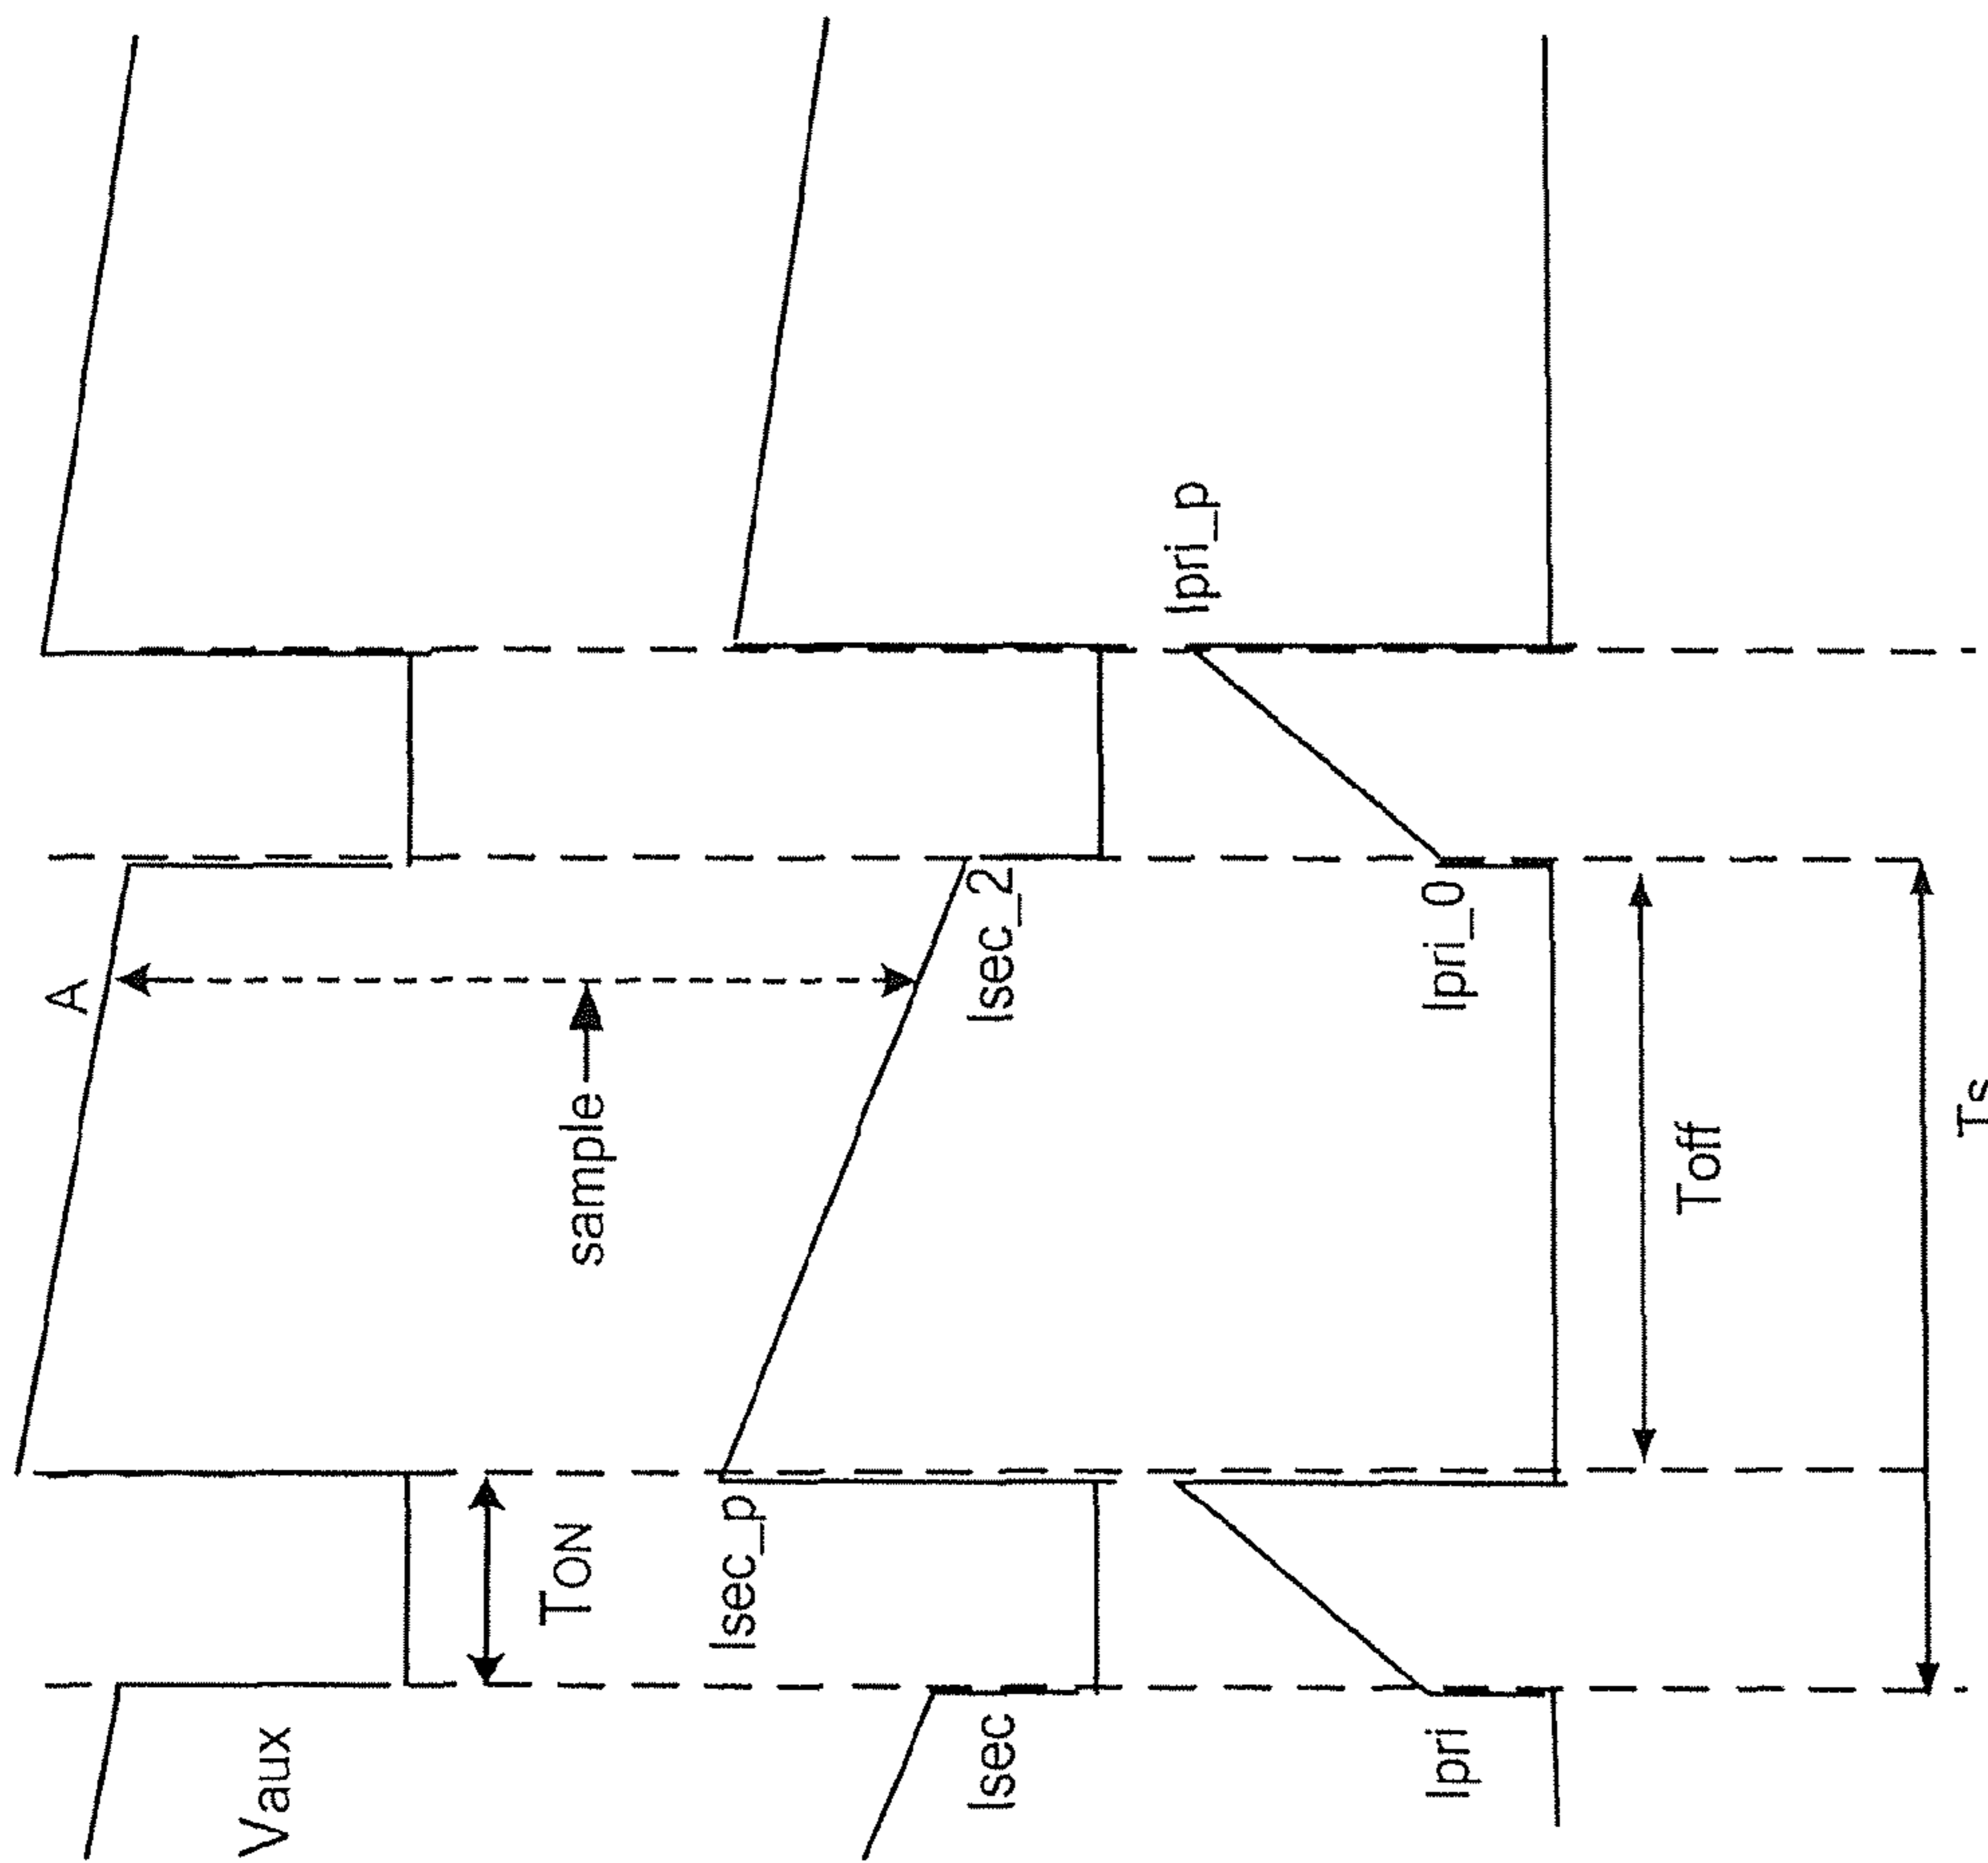 Vaux
A
TON
sample
Isec_p
Isec
Isec_2
Ipri_p
Ipri
Ipri_0
Toff
Ts